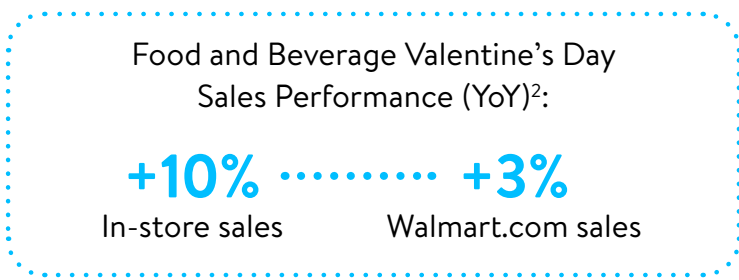 Food and Beverage Valentine’s Day
Sales Performance (YoY)²:
+10% +3%
In-store sales Walmart.com sales